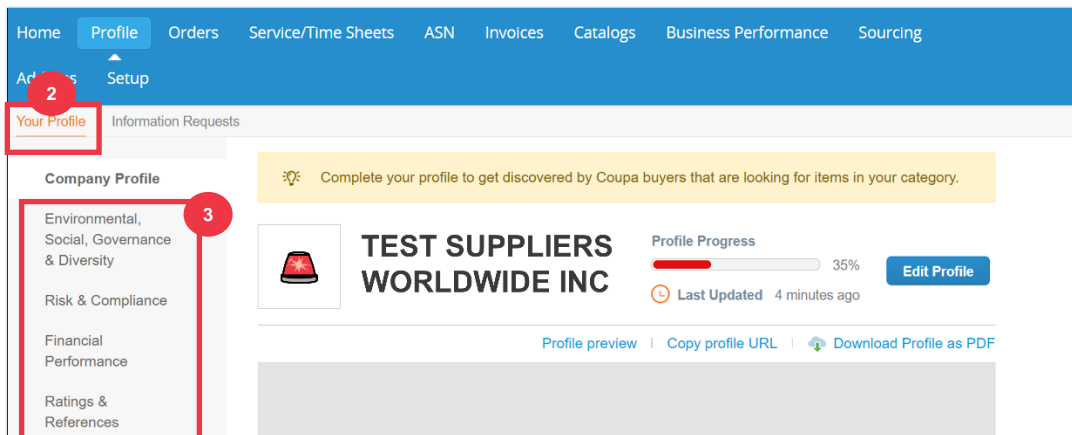 Home Profile Orders Service/Time Sheets ASN Invoices Catalogs Business Performance Sourcing
Setup
2
Your Profile Information Requests
Company Profile
Complete your profile to get discovered by Coupa buyers that are looking for items in your category.
3
Environmental,
Social, Governance
& Diversity
Risk & Compliance
Financial
Performance
Ratings &
References
TEST SUPPLIERS
WORLDWIDE INC
Profile Progress
35%
Last Updated 4 minutes ago
Edit Profile
Profile preview | Copy profile URL | Download Profile as PDF